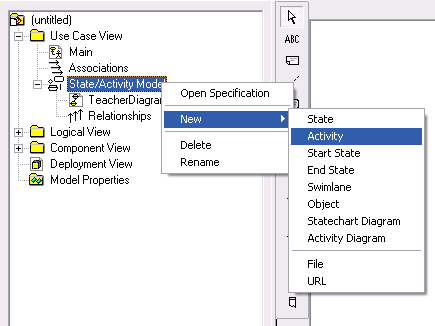 (untitled)
Use Case View
Main
Associations
State/Activity Model
TeacherDiagra
Relationships
Logical View
Component View
Deployment View
Model Properties
ABC
Open Specification
New
Delete
Rename
State
Activity
Start State
End State
Swimlane
Object
Statechart Diagram
Activity Diagram
File
URL